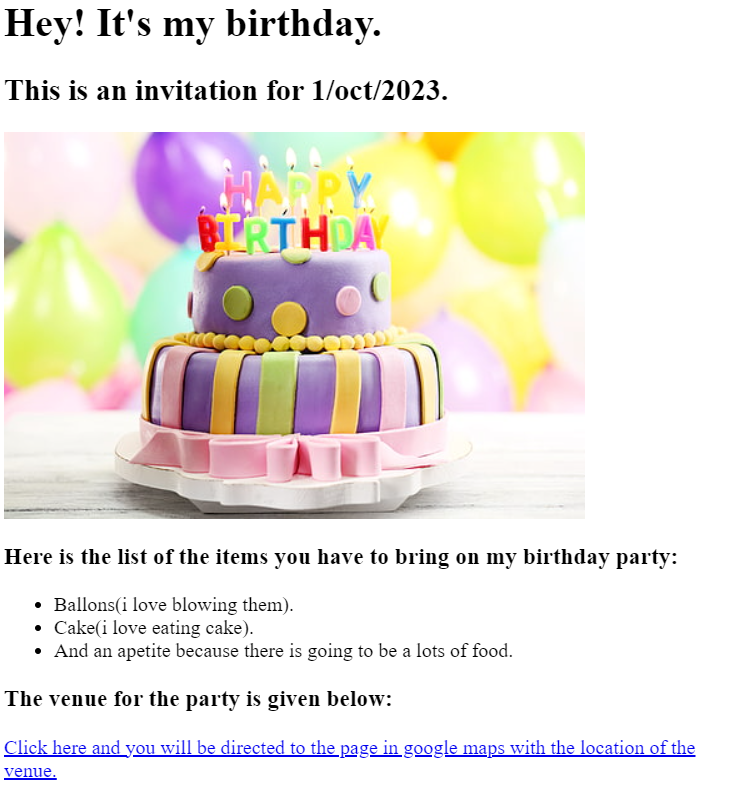 Hey! It's my birthday.
This is an invitation for 1/oct/2023.
HAPPY
BIRTHDAY
Here is the list of the items you have to bring on my birthday party:
Ballons(i love blowing them).
Cake(i love eating cake).
And an apetite because there is going to be a lots of food.
The venue for the party is given below:
Click here and you will be directed to the page in google maps with the location of the
venue.